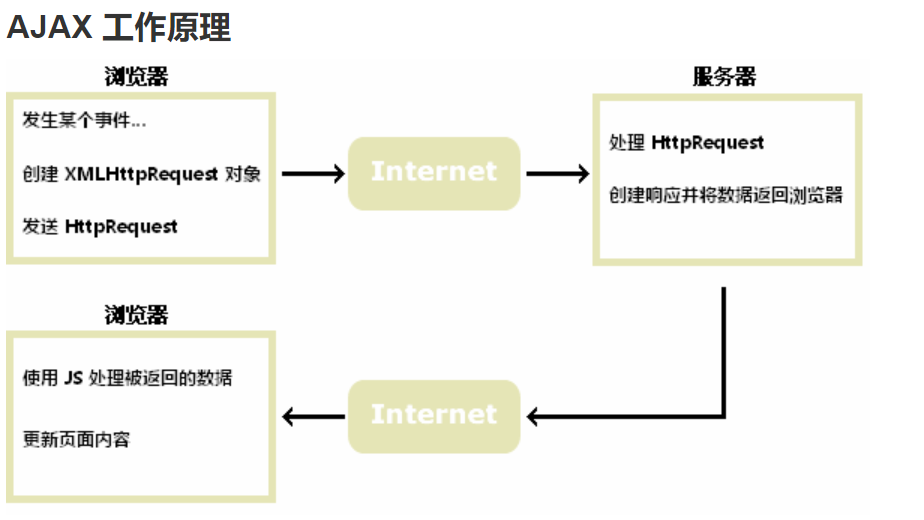 AJAX 工作原理
浏览器
发生某个事件...
创建 XMLHttpRequest 对象
发送 HttpRequest
Internet
服务器
处理 HttpRequest
创建响应并将数据返回浏览器
浏览器
使用 JS 处理被返回的数据
更新页面内容
Internet